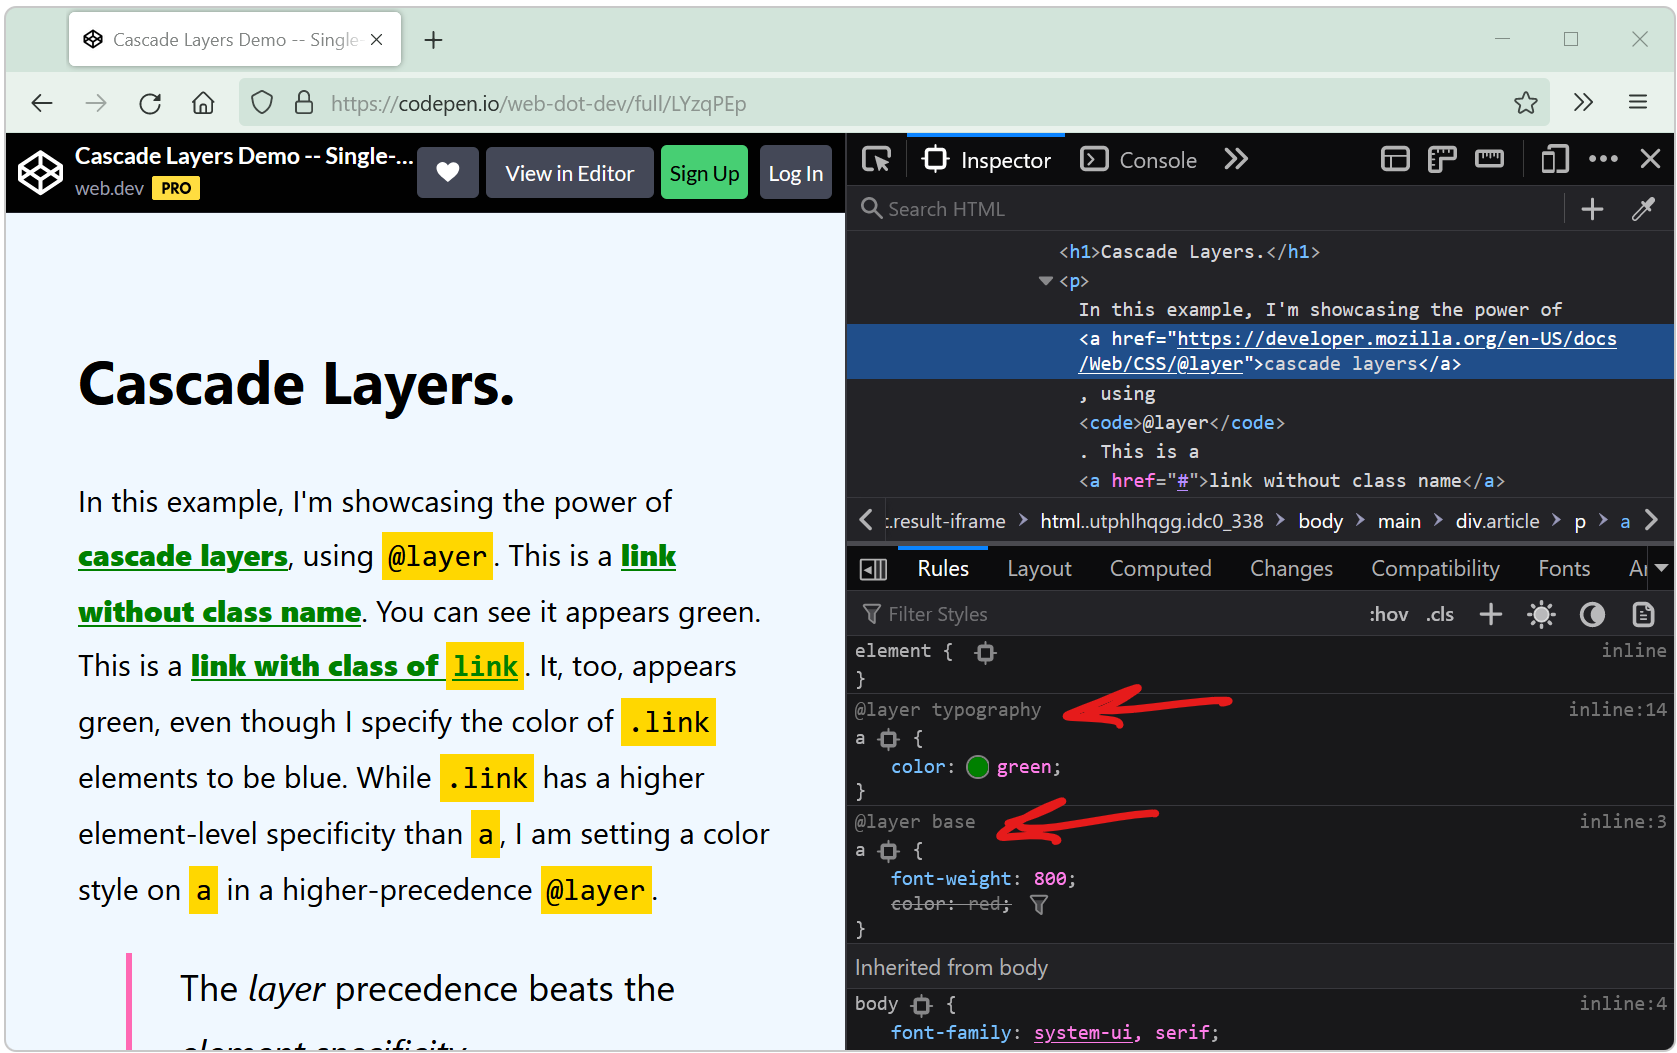 Cascade Layers Demo -- Single-
https://codepen.io/web-dot-dev/full/LYzqPEp
Cascade Layers Demo -- Single-...
web.dev PRO
View in Editor
Sign Up
Log In
Cascade Layers.
In this example, I'm showcasing the power of
cascade layers, using @layer. This is a link
without class name. You can see it appears green.
This is a link with class of link. It, too, appears
green, even though I specify the color of .link
elements to be blue. While .link has a higher
element-level specificity than a, I am setting a color
style on a in a higher-precedence @layer.
The layer precedence beats the
element specificity.
Inspector
Console
Search HTML
<h1>Cascade Layers.</h1>
<p>
In this example, I'm showcasing the power of
<a href="https://developer.mozilla.org/en-US/docs
/Web/CSS/@layer">cascade layers</a>
, using
<code>@layer</code>
. This is a
<a href="#">link without class name</a>
t.result-iframe > html..utphlhqgg.idc0_338 > body > main > div.article > p > a
Rules Layout Computed Changes Compatibility Fonts
Filter Styles :hov .cls
element { inline
}
@layer typography inline:14
a {
color: green;
}
@layer base inline:3
a {
font-weight: 800;
color: red;
}
Inherited from body
body { inline:4
font-family: system-ui, serif;